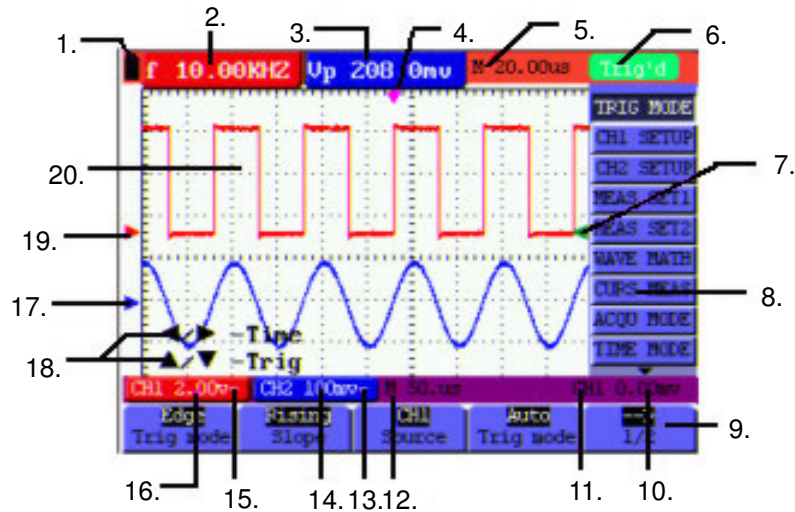 1. 2. 3. 4. 5. 6.
f 10.00KHZ Vp 208.0mv M 20.00us Trig'd
TRIG MODE
CH1 SETUP
CH2 SETUP
7.
20.
MEAS SET1
19.
MEAS SET2
WAVE MATH
17.
CURS MEAS
8.
ACQU MODE
18.
◀/▶ -Time
TIME MODE
▲/▼ -Trig
CH1 2.00v~ CH2 100mv~ M 50.us CH1 0.00mv
Edge Rising CH1 Auto
Trig mode Slope Source Trig mode 1/2
9.
16. 15. 14. 13. 12. 11. 10.